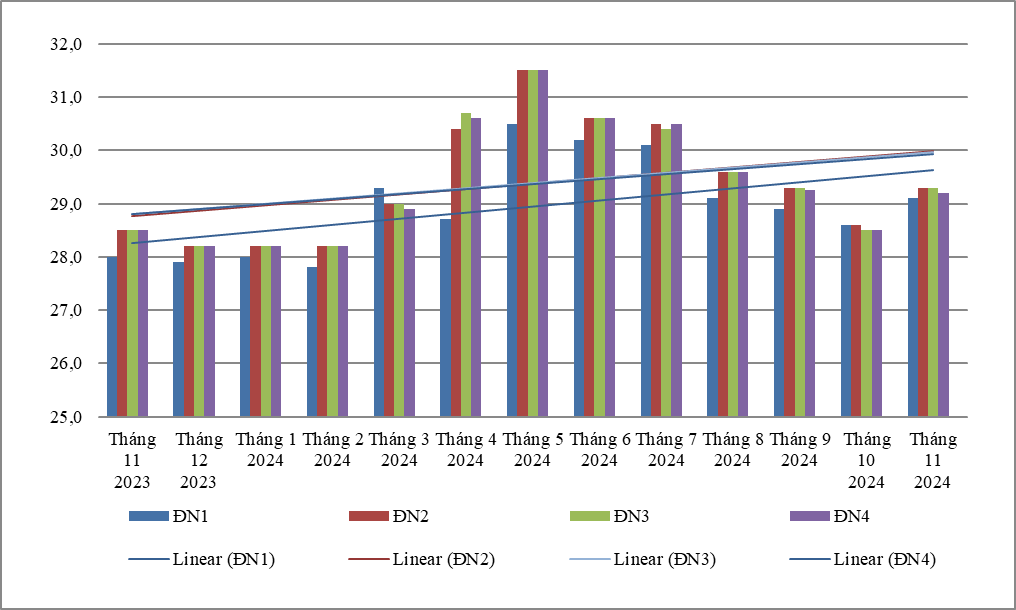 32,0
31,0
30,0
29,0
28,0
27,0
26,0
25,0
Tháng 11 2023
Tháng 12 2023
Tháng 1 2024
Tháng 2 2024
Tháng 3 2024
Tháng 4 2024
Tháng 5 2024
Tháng 6 2024
Tháng 7 2024
Tháng 8 2024
Tháng 9 2024
Tháng 10 2024
Tháng 11 2024
ĐN1 ĐN2 ĐN3 ĐN4
Linear (ĐN1) Linear (ĐN2) Linear (ĐN3) Linear (ĐN4)